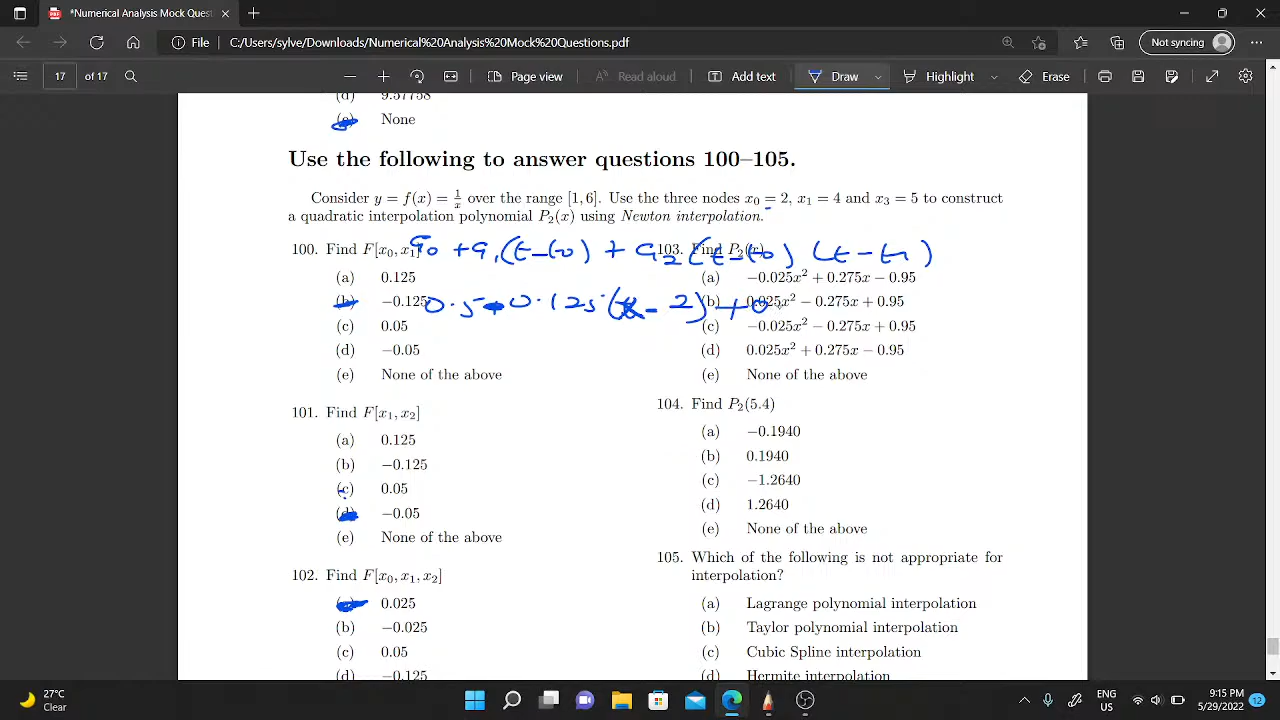 *Numerical Analysis Mock Quest
File C:/Users/sylve/Downloads/Numerical%20Analysis%20Mock%20Questions.pdf
Not syncing
17 of 17
Page view
Read aloud
Add text
Draw
Highlight
Erase
(d) 9.57758
(e) None
Use the following to answer questions 100–105.
Consider y = f(x) = 1/x over the range [1, 6]. Use the three nodes x₀ = 2, x₁ = 4 and x₃ = 5 to construct
a quadratic interpolation polynomial P₂(x) using Newton interpolation.
100. Find F[x₀, x₁]
(a) 0.125
(b) −0.125
(c) 0.05
(d) −0.05
(e) None of the above
101. Find F[x₁, x₂]
(a) 0.125
(b) −0.125
(c) 0.05
(d) −0.05
(e) None of the above
102. Find F[x₀, x₁, x₂]
(a) 0.025
(b) −0.025
(c) 0.05
(d) −0.125
103. Find P₂(x)
(a) −0.025x² + 0.275x − 0.95
(b) 0.025x² − 0.275x + 0.95
(c) −0.025x² − 0.275x + 0.95
(d) 0.025x² + 0.275x − 0.95
(e) None of the above
104. Find P₂(5.4)
(a) −0.1940
(b) 0.1940
(c) −1.2640
(d) 1.2640
(e) None of the above
105. Which of the following is not appropriate for
interpolation?
(a) Lagrange polynomial interpolation
(b) Taylor polynomial interpolation
(c) Cubic Spline interpolation
(d) Hermite interpolation
a₀ + a₁(t-t₀) + a₂(t-t₀)(t-t₁)
0.5-0.125(x-2)+0
27°C
Clear
ENG
US
9:15 PM
5/29/2022
12